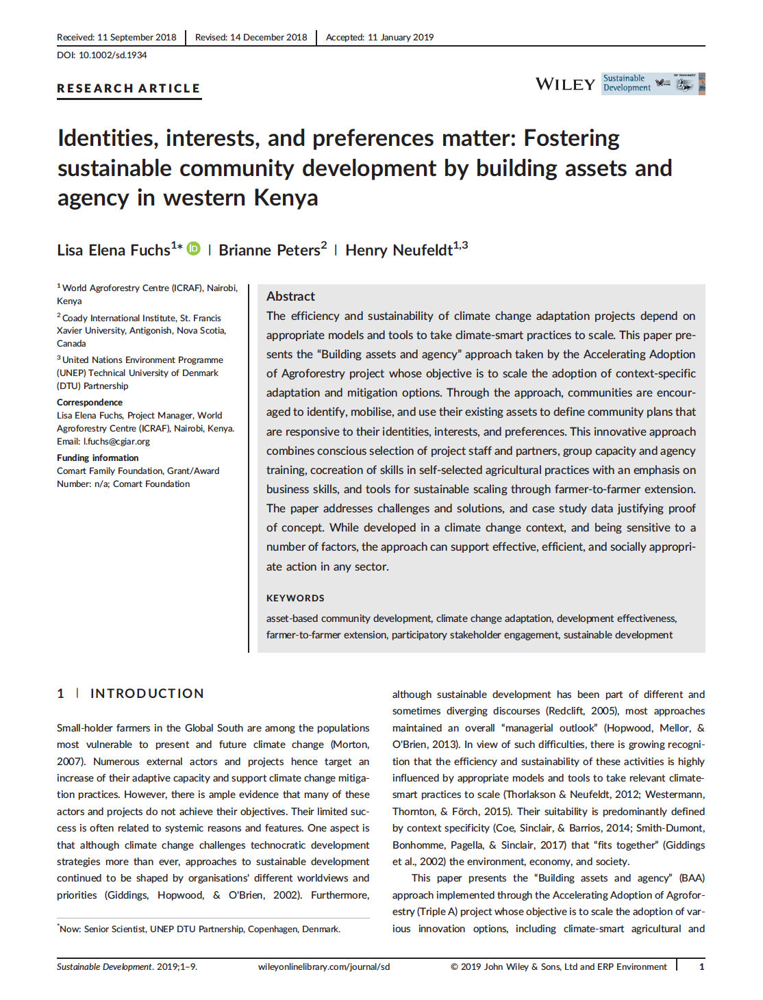 Received: 11 September 2018 | Revised: 14 December 2018 | Accepted: 11 January 2019
DOI: 10.1002/sd.1934
RESEARCH ARTICLE
WILEY
Sustainable
Development
Identities, interests, and preferences matter: Fostering
sustainable community development by building assets and
agency in western Kenya
Lisa Elena Fuchs1* iD | Brianne Peters2 | Henry Neufeldt1,3
1 World Agroforestry Centre (ICRAF), Nairobi,
Kenya
2 Coady International Institute, St. Francis
Xavier University, Antigonish, Nova Scotia,
Canada
3 United Nations Environment Programme
(UNEP) Technical University of Denmark
(DTU) Partnership
Correspondence
Lisa Elena Fuchs, Project Manager, World
Agroforestry Centre (ICRAF), Nairobi, Kenya.
Email: l.fuchs@cgiar.org
Funding information
Comart Family Foundation, Grant/Award
Number: n/a; Comart Foundation
Abstract
The efficiency and sustainability of climate change adaptation projects depend on
appropriate models and tools to take climate-smart practices to scale. This paper pre-
sents the “Building assets and agency” approach taken by the Accelerating Adoption
of Agroforestry project whose objective is to scale the adoption of context-specific
adaptation and mitigation options. Through the approach, communities are encour-
aged to identify, mobilise, and use their existing assets to define community plans that
are responsive to their identities, interests, and preferences. This innovative approach
combines conscious selection of project staff and partners, group capacity and agency
training, cocreation of skills in self-selected agricultural practices with an emphasis on
business skills, and tools for sustainable scaling through farmer-to-farmer extension.
The paper addresses challenges and solutions, and case study data justifying proof
of concept. While developed in a climate change context, and being sensitive to a
number of factors, the approach can support effective, efficient, and socially appropri-
ate action in any sector.
KEYWORDS
asset-based community development, climate change adaptation, development effectiveness,
farmer-to-farmer extension, participatory stakeholder engagement, sustainable development
1 | INTRODUCTION
Small-holder farmers in the Global South are among the populations
most vulnerable to present and future climate change (Morton,
2007). Numerous external actors and projects hence target an
increase of their adaptive capacity and support climate change mitiga-
tion practices. However, there is ample evidence that many of these
actors and projects do not achieve their objectives. Their limited suc-
cess is often related to systemic reasons and features. One aspect is
that although climate change challenges technocratic development
strategies more than ever, approaches to sustainable development
continued to be shaped by organisations' different worldviews and
priorities (Giddings, Hopwood, & O'Brien, 2002). Furthermore,
*Now: Senior Scientist, UNEP DTU Partnership, Copenhagen, Denmark.
although sustainable development has been part of different and
sometimes diverging discourses (Redclift, 2005), most approaches
maintained an overall “managerial outlook” (Hopwood, Mellor, &
O'Brien, 2013). In view of such difficulties, there is growing recogni-
tion that the efficiency and sustainability of these activities is highly
influenced by appropriate models and tools to take relevant climate-
smart practices to scale (Thorlakson & Neufeldt, 2012; Westermann,
Thornton, & Förch, 2015). Their suitability is predominantly defined
by context specificity (Coe, Sinclair, & Barrios, 2014; Smith-Dumont,
Bonhomme, Pagella, & Sinclair, 2017) that “fits together” (Giddings
et al., 2002) the environment, economy, and society.
This paper presents the “Building assets and agency” (BAA)
approach implemented through the Accelerating Adoption of Agrofor-
estry (Triple A) project whose objective is to scale the adoption of var-
ious innovation options, including climate-smart agricultural and
Sustainable Development. 2019;1–9.
wileyonlinelibrary.com/journal/sd
© 2019 John Wiley & Sons, Ltd and ERP Environment | 1